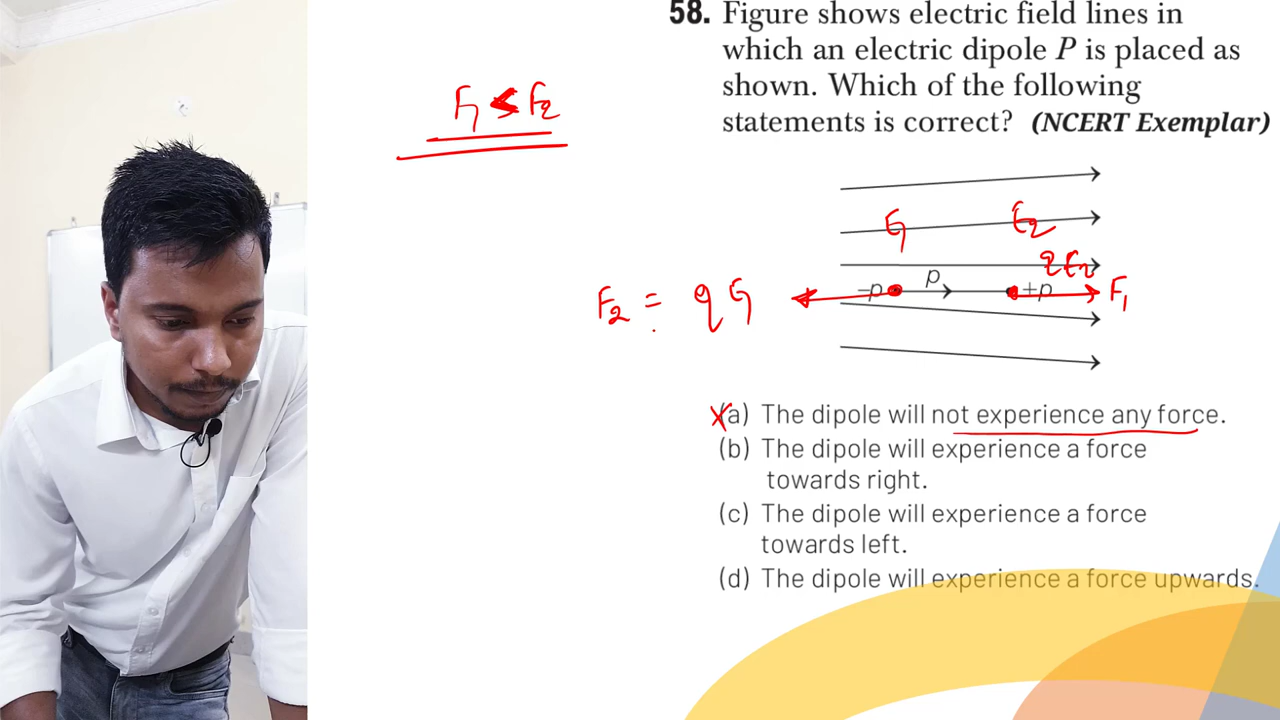 58. Figure shows electric field lines in
which an electric dipole P is placed as
shown. Which of the following
statements is correct? (NCERT Exemplar)
F1 < F2
E1 E2
qE2
p
–p +p F1
F2 = qE1
(a) The dipole will not experience any force.
(b) The dipole will experience a force
towards right.
(c) The dipole will experience a force
towards left.
(d) The dipole will experience a force upwards.